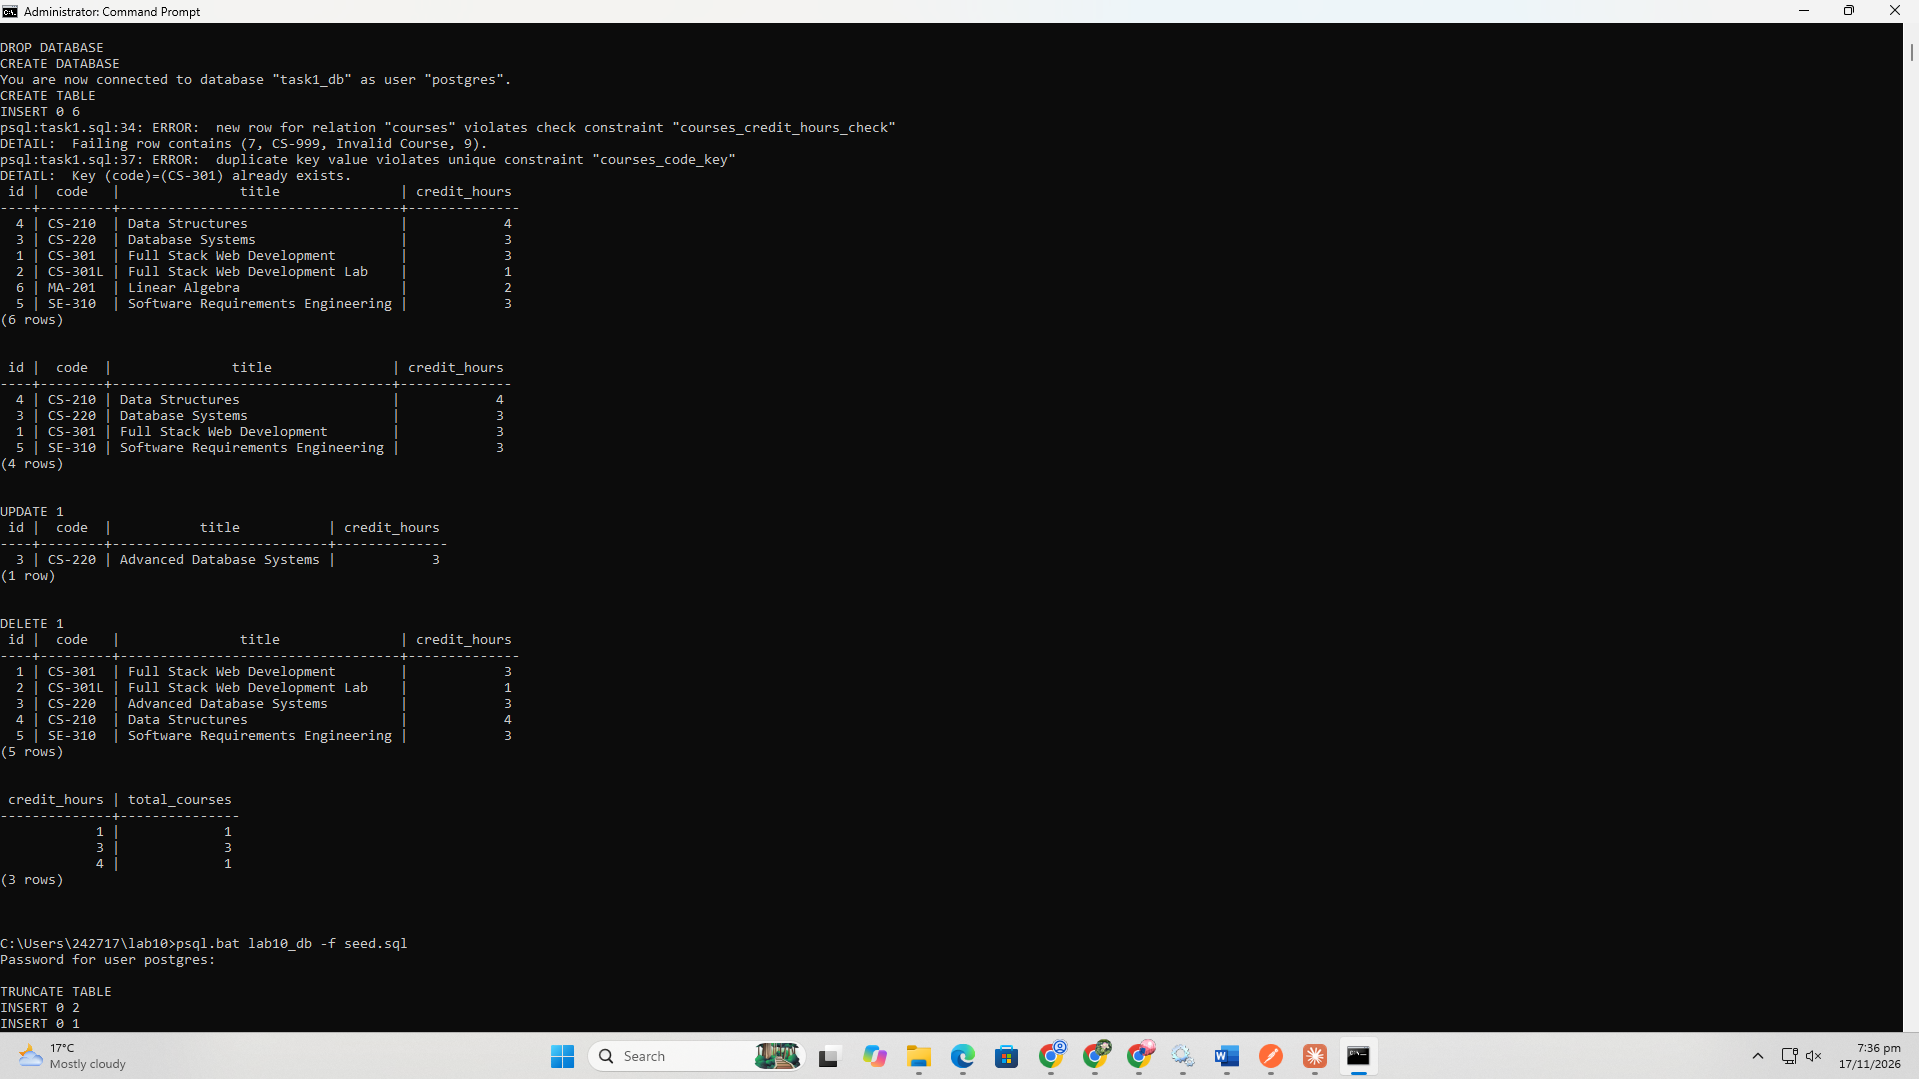 Administrator: Command Prompt
DROP DATABASE
CREATE DATABASE
You are now connected to database "task1_db" as user "postgres".
CREATE TABLE
INSERT 0 6
psql:task1.sql:34: ERROR:  new row for relation "courses" violates check constraint "courses_credit_hours_check"
DETAIL:  Failing row contains (7, CS-999, Invalid Course, 9).
psql:task1.sql:37: ERROR:  duplicate key value violates unique constraint "courses_code_key"
DETAIL:  Key (code)=(CS-301) already exists.
 id |  code   |               title               | credit_hours
----+---------+-----------------------------------+--------------
  4 | CS-210  | Data Structures                   |            4
  3 | CS-220  | Database Systems                  |            3
  1 | CS-301  | Full Stack Web Development        |            3
  2 | CS-301L | Full Stack Web Development Lab    |            1
  6 | MA-201  | Linear Algebra                    |            2
  5 | SE-310  | Software Requirements Engineering |            3
(6 rows)
 id |  code  |               title               | credit_hours
----+--------+-----------------------------------+--------------
  4 | CS-210 | Data Structures                   |            4
  3 | CS-220 | Database Systems                  |            3
  1 | CS-301 | Full Stack Web Development        |            3
  5 | SE-310 | Software Requirements Engineering |            3
(4 rows)
UPDATE 1
 id |  code  |           title           | credit_hours
----+--------+---------------------------+--------------
  3 | CS-220 | Advanced Database Systems |            3
(1 row)
DELETE 1
 id |  code   |               title               | credit_hours
----+---------+-----------------------------------+--------------
  1 | CS-301  | Full Stack Web Development        |            3
  2 | CS-301L | Full Stack Web Development Lab    |            1
  3 | CS-220  | Advanced Database Systems         |            3
  4 | CS-210  | Data Structures                   |            4
  5 | SE-310  | Software Requirements Engineering |            3
(5 rows)
 credit_hours | total_courses
--------------+---------------
            1 |             1
            3 |             3
            4 |             1
(3 rows)
C:\Users\242717\lab10>psql.bat lab10_db -f seed.sql
Password for user postgres:
TRUNCATE TABLE
INSERT 0 2
INSERT 0 1
17°C
Mostly cloudy
Search
7:36 pm
17/11/2026